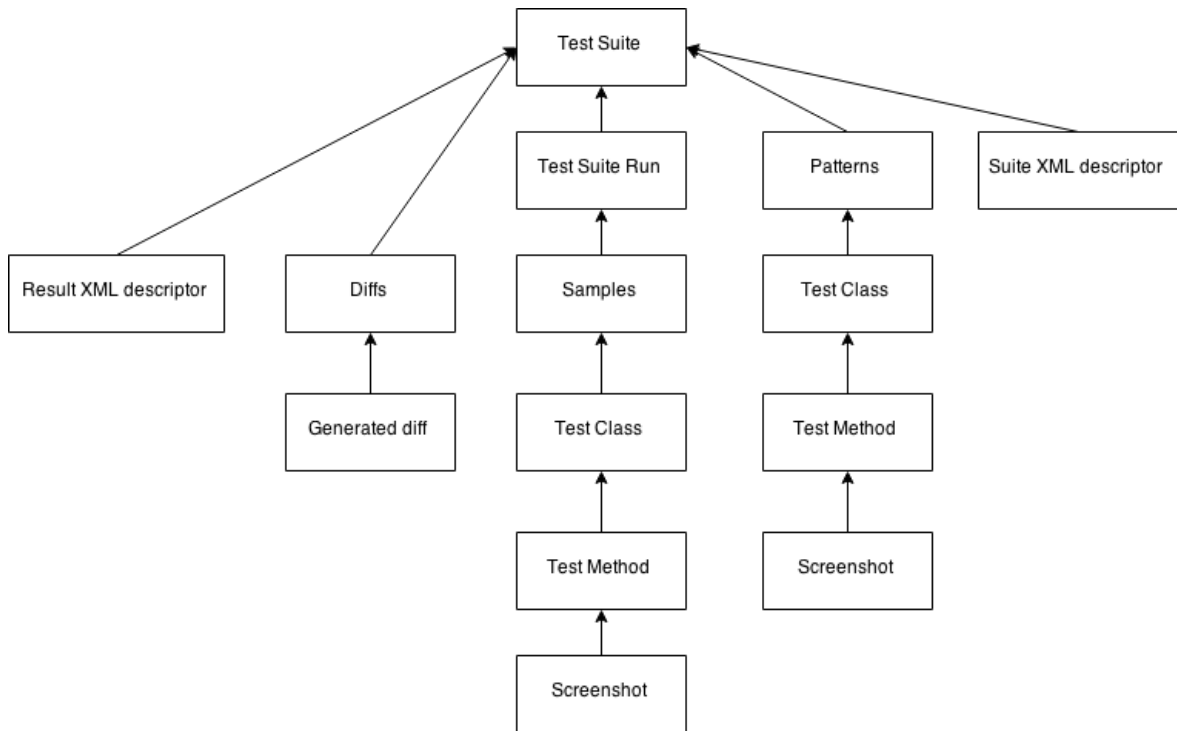 Test Suite
Test Suite Run
Patterns
Suite XML descriptor
Result XML descriptor
Diffs
Samples
Test Class
Generated diff
Test Class
Test Method
Test Method
Screenshot
Screenshot